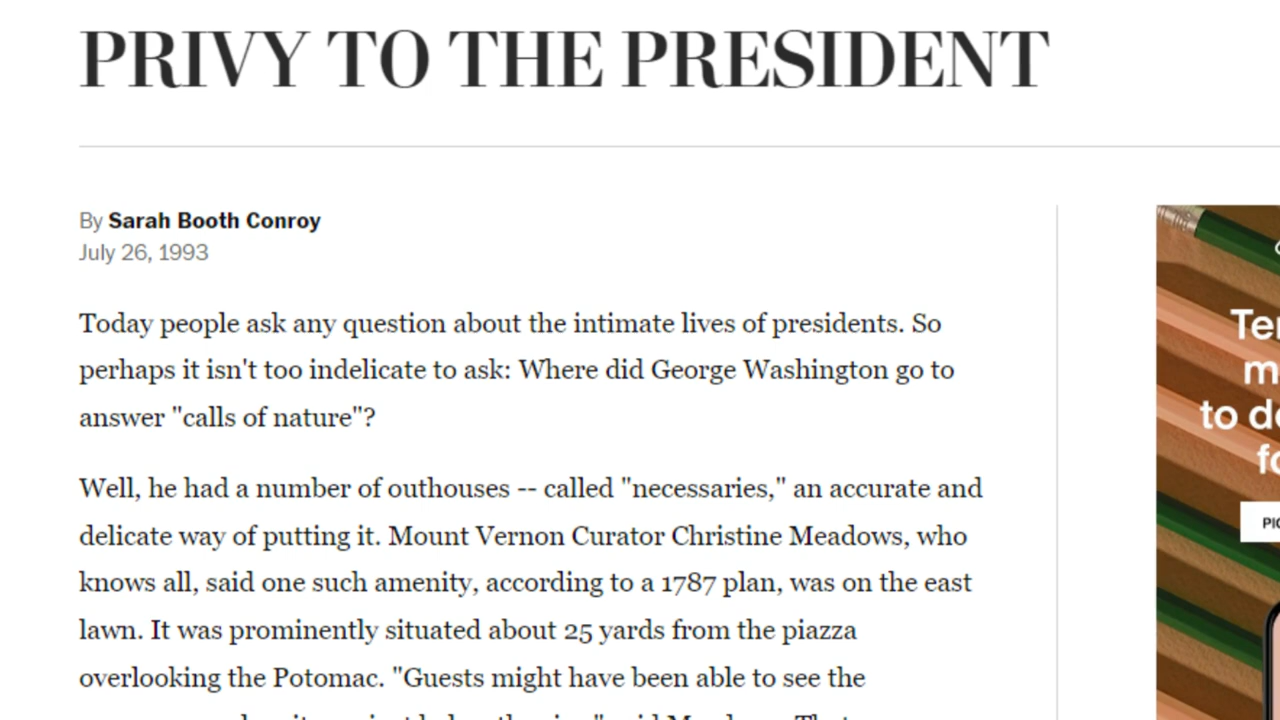 PRIVY TO THE PRESIDENT
By Sarah Booth Conroy
July 26, 1993
Today people ask any question about the intimate lives of presidents. So
perhaps it isn't too indelicate to ask: Where did George Washington go to
answer "calls of nature"?
Well, he had a number of outhouses -- called "necessaries," an accurate and
delicate way of putting it. Mount Vernon Curator Christine Meadows, who
knows all, said one such amenity, according to a 1787 plan, was on the east
lawn. It was prominently situated about 25 yards from the piazza
overlooking the Potomac. "Guests might have been able to see the
to